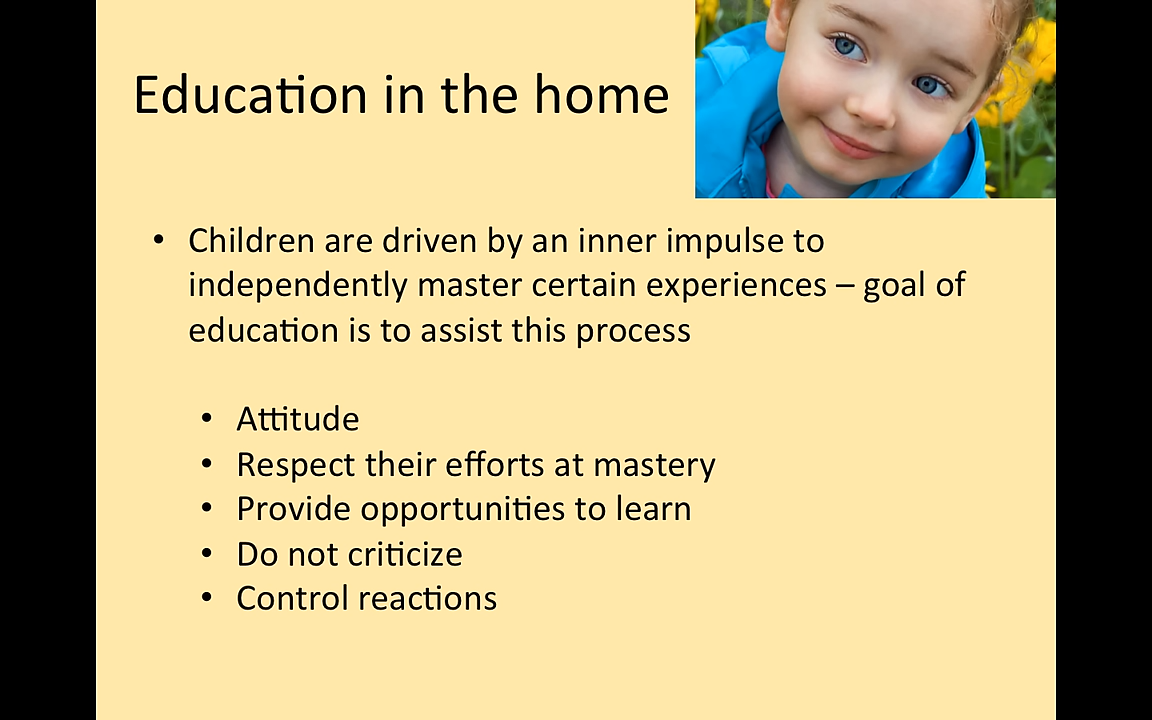 Education in the home
• Children are driven by an inner impulse to
independently master certain experiences – goal of
education is to assist this process
• Attitude
• Respect their efforts at mastery
• Provide opportunities to learn
• Do not criticize
• Control reactions